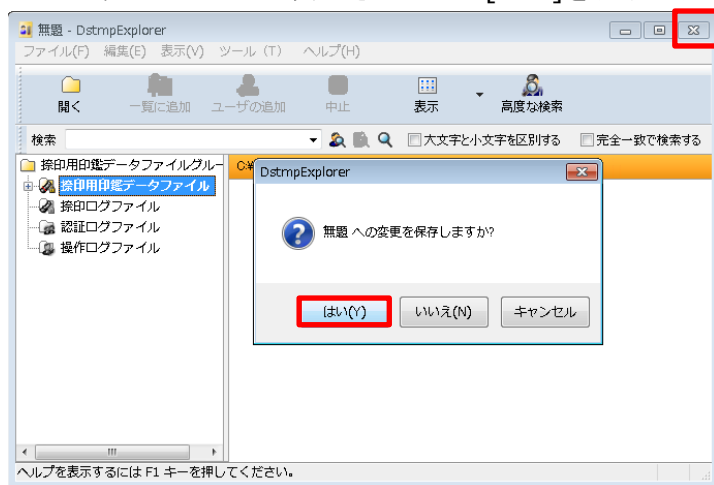 無題 - DstmpExplorer
ファイル(F) 編集(E) 表示(V) ツール (T) ヘルプ(H)
開く 一覧に追加 ユーザの追加 中止 表示 高度な検索
検索 大文字と小文字を区別する 完全一致で検索する
捺印用印鑑データファイルグルー
捺印用印鑑データファイル
捺印ログファイル
認証ログファイル
操作ログファイル
C:¥
DstmpExplorer
無題 への変更を保存しますか?
はい(Y) いいえ(N) キャンセル
ヘルプを表示するには F1 キーを押してください。